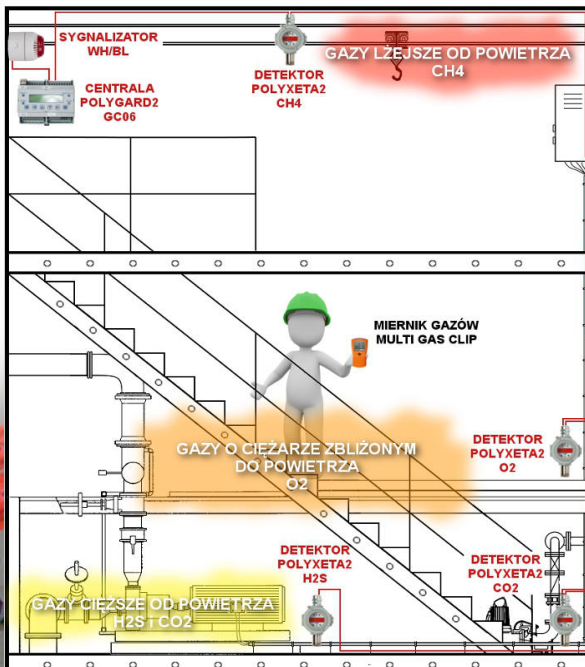 SYGNALIZATOR
WH/BL
CENTRALA
POLYGARD2
GC06
DETEKTOR
POLYXETA2
CH4
GAZY LŻEJSZE OD POWIETRZA
CH4
MIERNIK GAZÓW
MULTI GAS CLIP
GAZY O CIĘŻARZE ZBLIŻONYM
DO POWIETRZA
O2
DETEKTOR
POLYXETA2
O2
DETEKTOR
POLYXETA2
H2S
DETEKTOR
POLYXETA2
CO2
GAZY CIĘŻSZE OD POWIETRZA
H2S i CO2